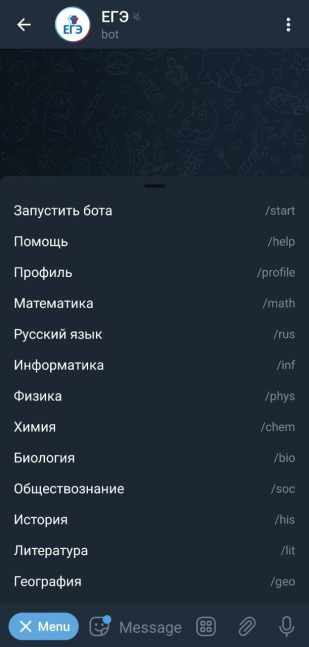 ЕГЭ
ЕГЭ
bot
Запустить бота /start
Помощь /help
Профиль /profile
Математика /math
Русский язык /rus
Информатика /inf
Физика /phys
Химия /chem
Биология /bio
Обществознание /soc
История /his
Литература /lit
География /geo
Menu Message